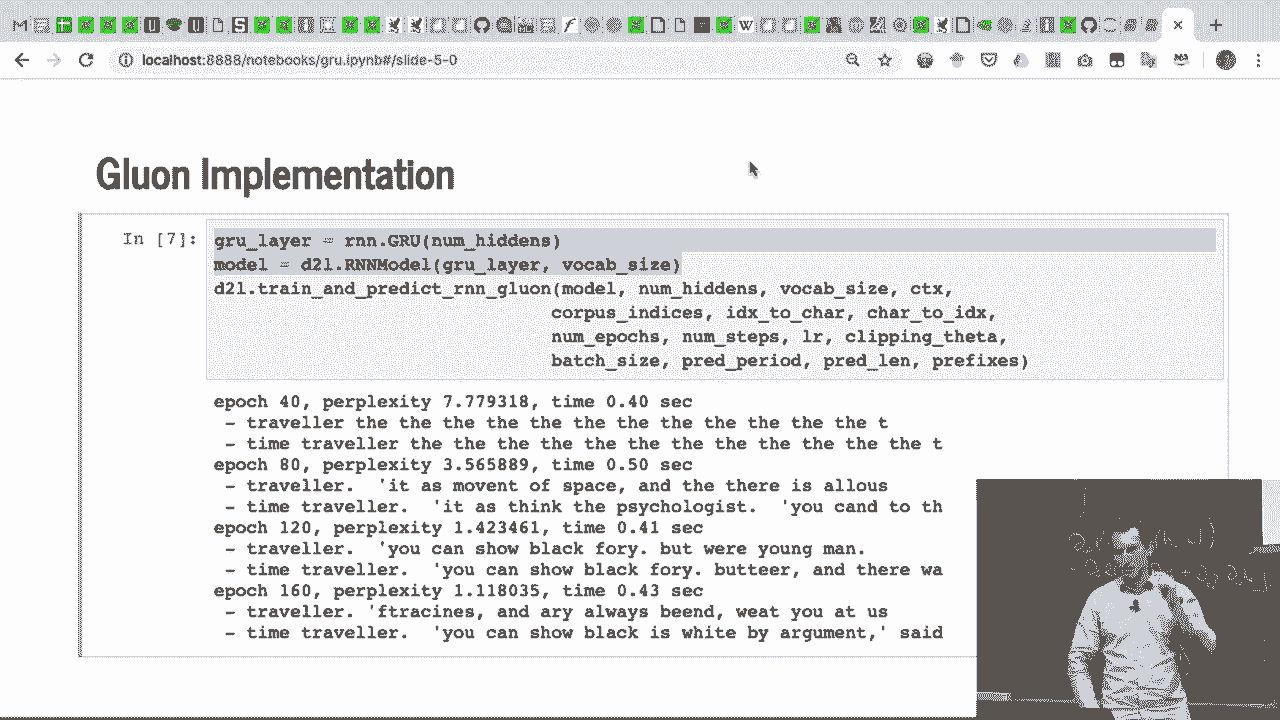 localhost:8888/notebooks/gru.ipynb#/slide-5-0
Gluon Implementation
In [7]:
gru_layer = rnn.GRU(num_hiddens)
model = d2l.RNNModel(gru_layer, vocab_size)
d2l.train_and_predict_rnn_gluon(model, num_hiddens, vocab_size, ctx,
corpus_indices, idx_to_char, char_to_idx,
num_epochs, num_steps, lr, clipping_theta,
batch_size, pred_period, pred_len, prefixes)
epoch 40, perplexity 7.779318, time 0.40 sec
- traveller the the the the the the the the the the the the t
- time traveller the the the the the the the the the the the the t
epoch 80, perplexity 3.565889, time 0.50 sec
- traveller.  'it as movent of space, and the there is allous
- time traveller.  'it as think the psychologist.  'you cand to th
epoch 120, perplexity 1.423461, time 0.41 sec
- traveller.  'you can show black fory. but were young man.
- time traveller.  'you can show black fory. butteer, and there wa
epoch 160, perplexity 1.118035, time 0.43 sec
- traveller. 'ftracines, and ary always beend, weat you at us
- time traveller.  'you can show black is white by argument,' said